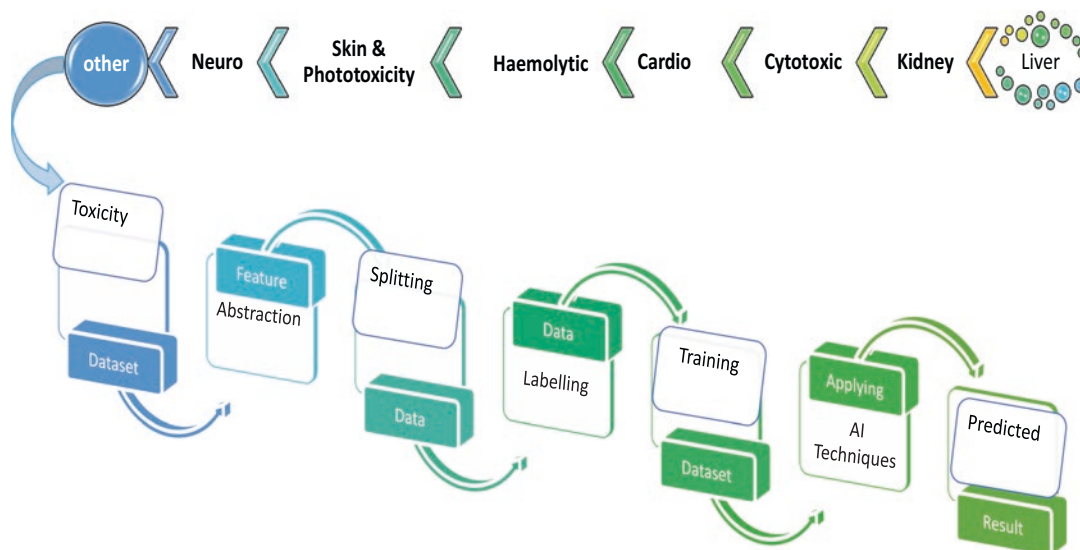 other
Neuro
Skin &
Phototoxicity
Haemolytic
Cardio
Cytotoxic
Kidney
Liver
Toxicity
Dataset
Feature
Abstraction
Splitting
Data
Data
Labelling
Training
Dataset
Applying
AI
Techniques
Predicted
Result